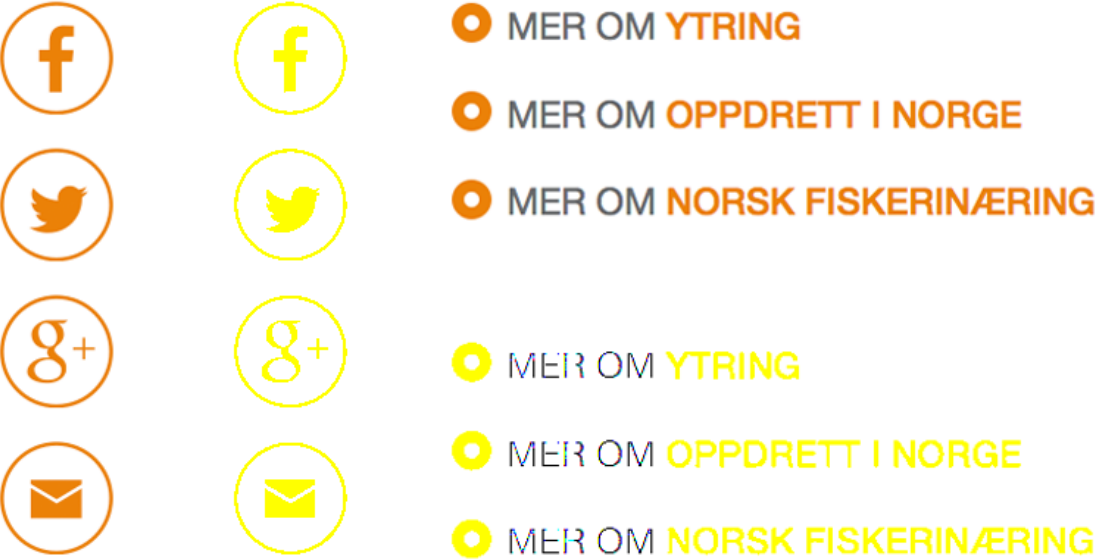 f f
g+ g+
MER OM YTRING
MER OM OPPDRETT I NORGE
MER OM NORSK FISKERINÆRING
MER OM YTRING
MER OM OPPDRETT I NORGE
MER OM NORSK FISKERINÆRING